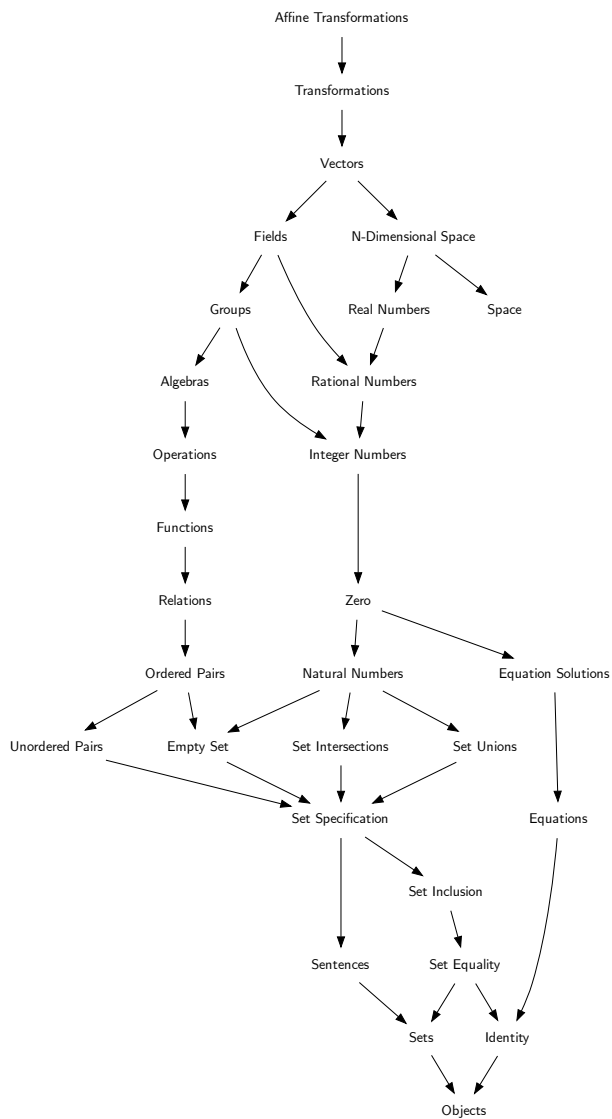 Affine Transformations
Transformations
Vectors
Fields
N-Dimensional Space
Groups
Real Numbers
Space
Algebras
Rational Numbers
Operations
Integer Numbers
Functions
Relations
Zero
Ordered Pairs
Natural Numbers
Equation Solutions
Unordered Pairs
Empty Set
Set Intersections
Set Unions
Set Specification
Equations
Set Inclusion
Sentences
Set Equality
Sets
Identity
Objects